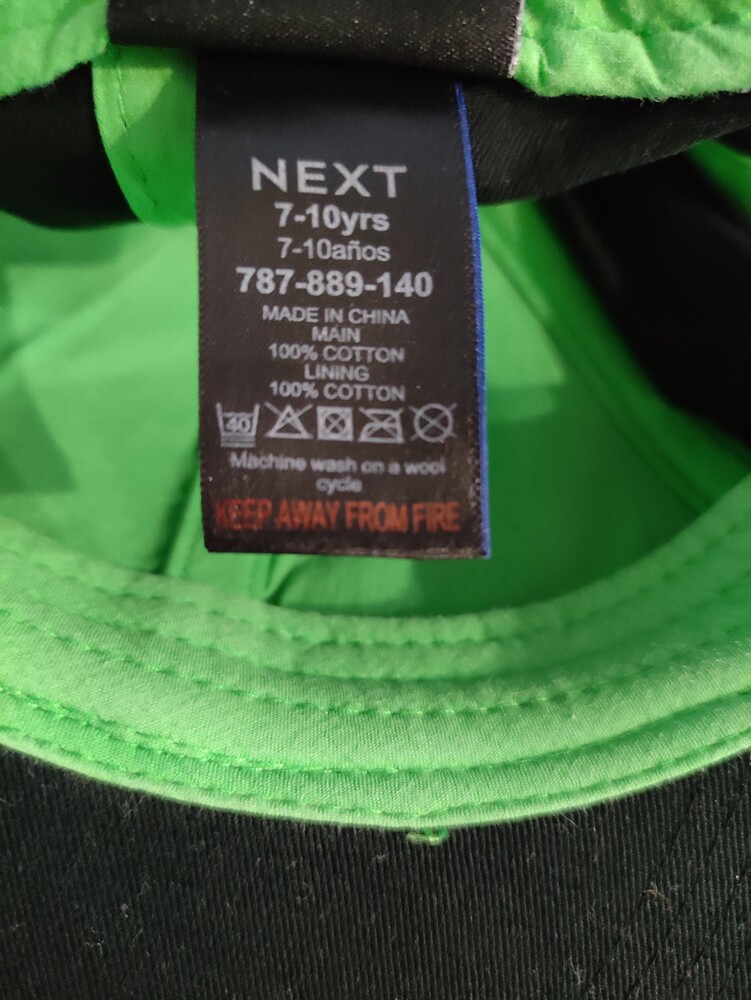 NEXT
7-10yrs
7-10años
787-889-140
MADE IN CHINA
MAIN
100% COTTON
LINING
100% COTTON
40
Machine wash on a wool
cycle
KEEP AWAY FROM FIRE